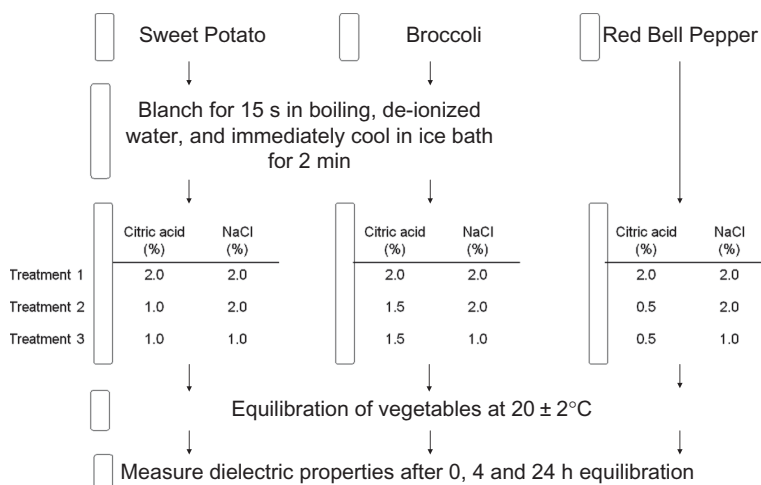 Sweet Potato Broccoli Red Bell Pepper
Blanch for 15 s in boiling, de-ionized
water, and immediately cool in ice bath
for 2 min
Citric acid NaCl Citric acid NaCl Citric acid NaCl
(%) (%) (%) (%) (%) (%)
Treatment 1 2.0 2.0 2.0 2.0 2.0 2.0
Treatment 2 1.0 2.0 1.5 2.0 0.5 2.0
Treatment 3 1.0 1.0 1.5 1.0 0.5 1.0
Equilibration of vegetables at 20 ± 2°C
Measure dielectric properties after 0, 4 and 24 h equilibration